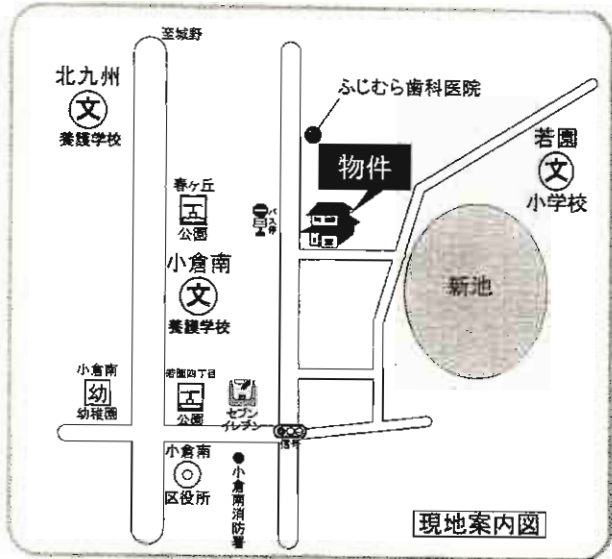 至城野
北九州
文
養護学校
ふじむら歯科医院
物件
若園
文
小学校
春ヶ丘
公園
バス停
小倉南
文
養護学校
新池
小倉南
幼
幼稚園
若園四丁目
公園
セブン
イレブン
信号
小倉南
区役所
小倉南消防署
現地案内図